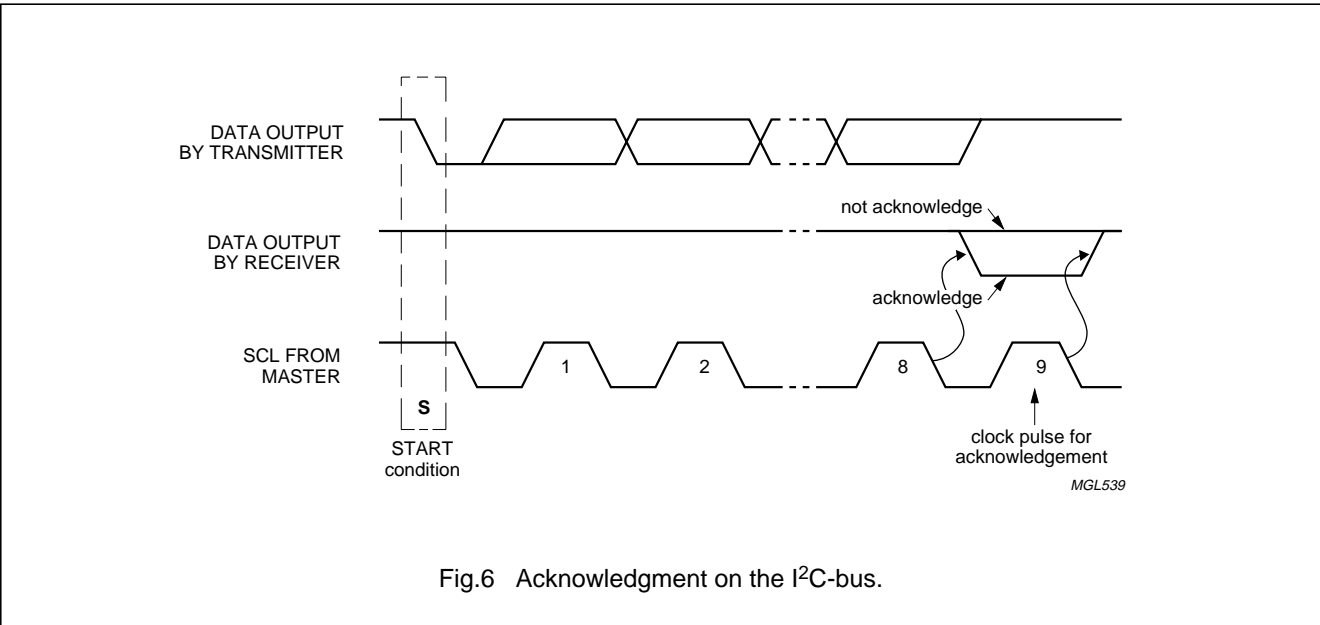 DATA OUTPUT
BY TRANSMITTER
not acknowledge
DATA OUTPUT
BY RECEIVER
acknowledge
SCL FROM
MASTER
1
2
8
9
S
START
condition
clock pulse for
acknowledgement
MGL539
Fig.6 Acknowledgment on the I²C-bus.